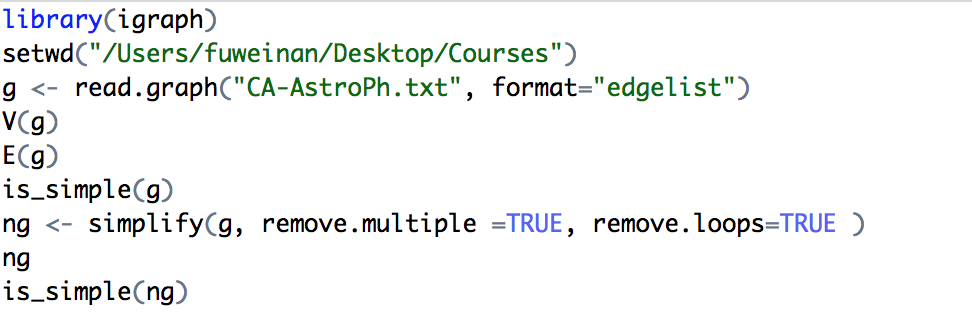 library(igraph)
setwd("/Users/fuweinan/Desktop/Courses")
g <- read.graph("CA-AstroPh.txt", format="edgelist")
V(g)
E(g)
is_simple(g)
ng <- simplify(g, remove.multiple =TRUE, remove.loops=TRUE )
ng
is_simple(ng)